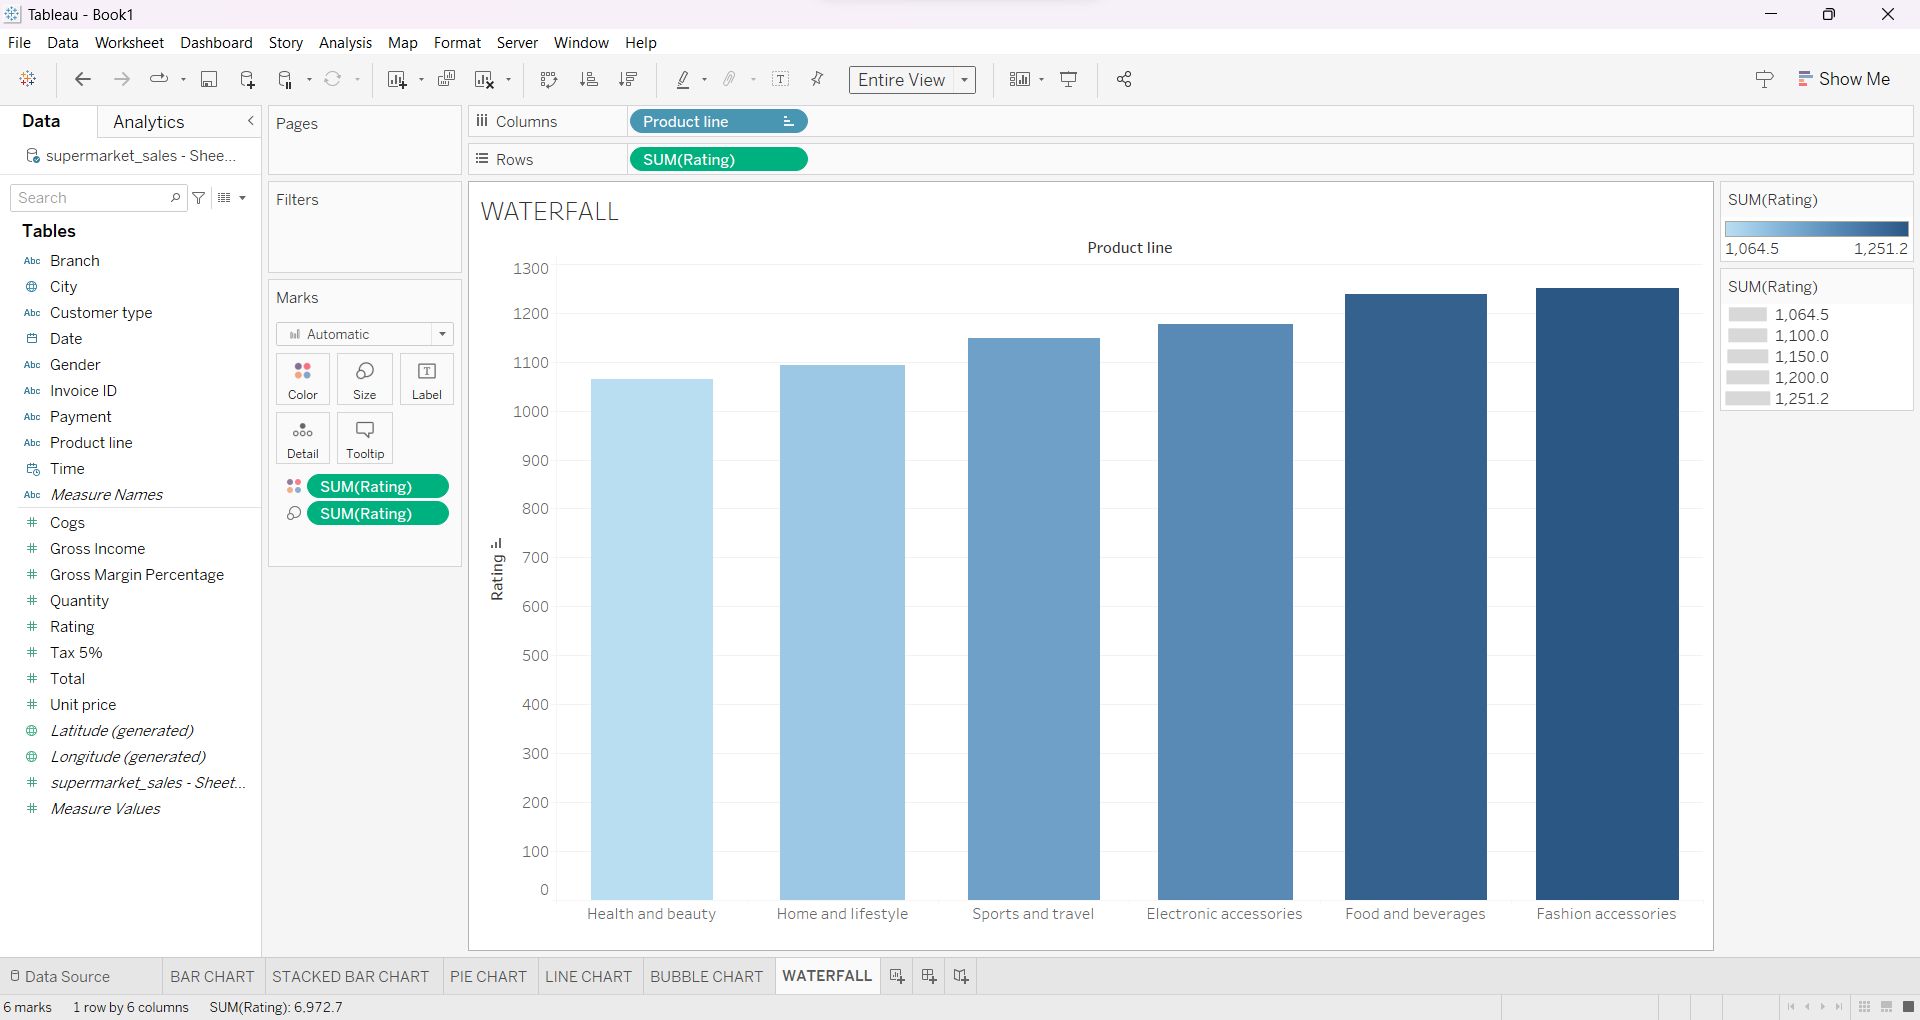 Tableau - Book1
File Data Worksheet Dashboard Story Analysis Map Format Server Window Help
Entire View
Show Me
Data Analytics
supermarket_sales - Shee...
Search
Tables
Abc Branch
City
Abc Customer type
Date
Abc Gender
Abc Invoice ID
Abc Payment
Abc Product line
Time
Abc Measure Names
# Cogs
# Gross Income
# Gross Margin Percentage
# Quantity
# Rating
# Tax 5%
# Total
# Unit price
Latitude (generated)
Longitude (generated)
# supermarket_sales - Sheet...
# Measure Values
Pages
Filters
Marks
Automatic
Color Size Label
Detail Tooltip
SUM(Rating)
SUM(Rating)
Columns Product line
Rows SUM(Rating)
WATERFALL
Product line
1300
1200
1100
1000
900
800
700
600
500
400
300
200
100
0
Rating
Health and beauty Home and lifestyle Sports and travel Electronic accessories Food and beverages Fashion accessories
SUM(Rating)
1,064.5 1,251.2
SUM(Rating)
1,064.5
1,100.0
1,150.0
1,200.0
1,251.2
Data Source BAR CHART STACKED BAR CHART PIE CHART LINE CHART BUBBLE CHART WATERFALL
6 marks 1 row by 6 columns SUM(Rating): 6,972.7